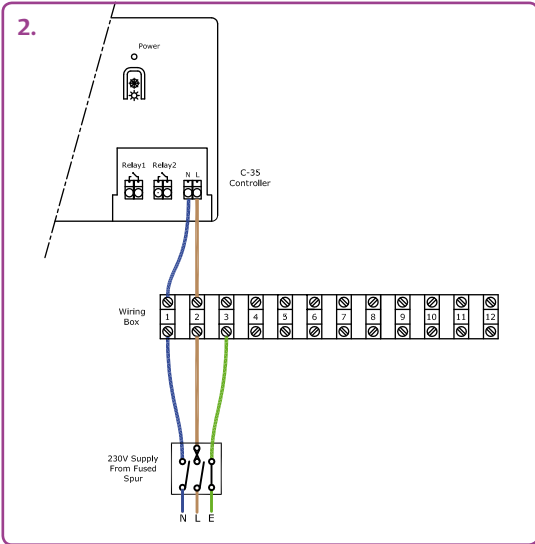 2.
Power
Relay1 Relay2 N L
C-35
Controller
Wiring
Box
1 2 3 4 5 6 7 8 9 10 11 12
230V Supply
From Fused
Spur
N L E